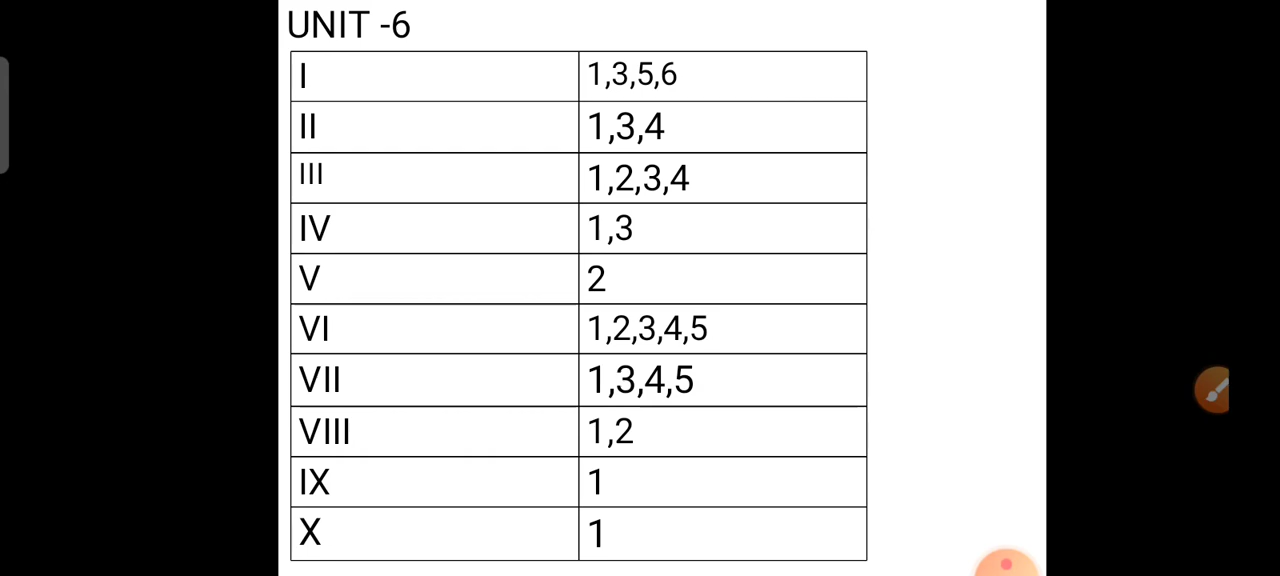 UNIT -6
I 1,3,5,6
II 1,3,4
III 1,2,3,4
IV 1,3
V 2
VI 1,2,3,4,5
VII 1,3,4,5
VIII 1,2
IX 1
X 1